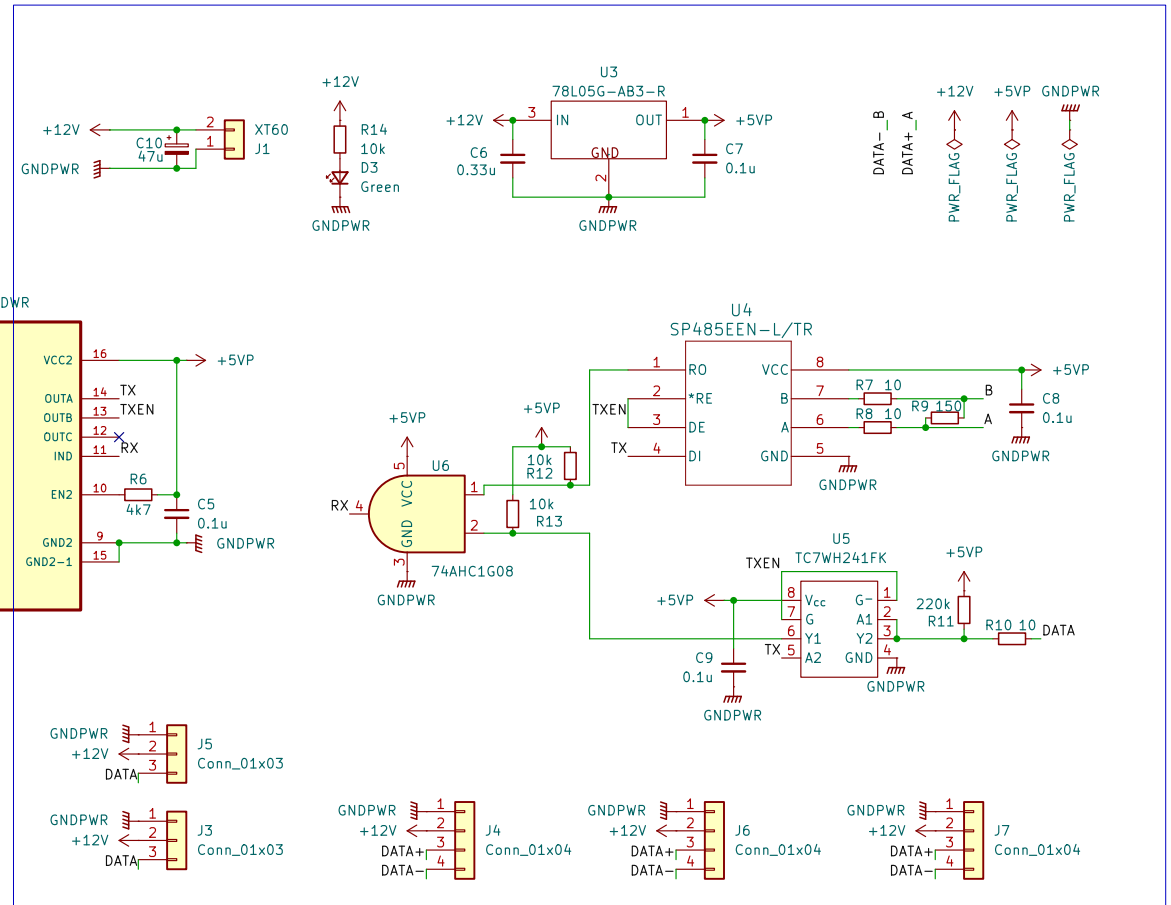 +12V
2
1
XT60
J1
C10
+
47u
GNDPWR
+12V
R14
10k
D3
Green
GNDPWR
U3
78L05G-AB3-R
+12V
3
IN
OUT
1
+5VP
GND
2
C6
0.33u
C7
0.1u
GNDPWR
DATA-
B
DATA+
A
+12V
PWR_FLAG
+5VP
PWR_FLAG
GNDPWR
PWR_FLAG
DWR
VCC2
16
+5VP
OUTA
14
TX
OUTB
13
TXEN
OUTC
12
IND
11
RX
EN2
10
R6
4k7
C5
0.1u
GND2
9
GNDPWR
GND2-1
15
U4
SP485EEN-L/TR
1
RO
VCC
8
+5VP
TXEN
2
*RE
B
7
R7 10
B
3
DE
A
6
R8 10
R9 150
A
TX
4
DI
GND
5
GNDPWR
C8
0.1u
GNDPWR
+5VP
5
VCC
U6
RX
4
1
2
GND
3
GNDPWR
74AHC1G08
+5VP
10k
R12
10k
R13
U5
TC7WH241FK
TXEN
+5VP
8
Vcc
G-
1
7
G
A1
2
6
Y1
Y2
3
TX
5
A2
GND
4
GNDPWR
C9
0.1u
GNDPWR
+5VP
220k
R11
R10 10
DATA
GNDPWR
1
+12V
2
DATA
3
J5
Conn_01x03
GNDPWR
1
+12V
2
DATA
3
J3
Conn_01x03
GNDPWR
1
+12V
2
DATA+
3
DATA-
4
J4
Conn_01x04
GNDPWR
1
+12V
2
DATA+
3
DATA-
4
J6
Conn_01x04
GNDPWR
1
+12V
2
DATA+
3
DATA-
4
J7
Conn_01x04